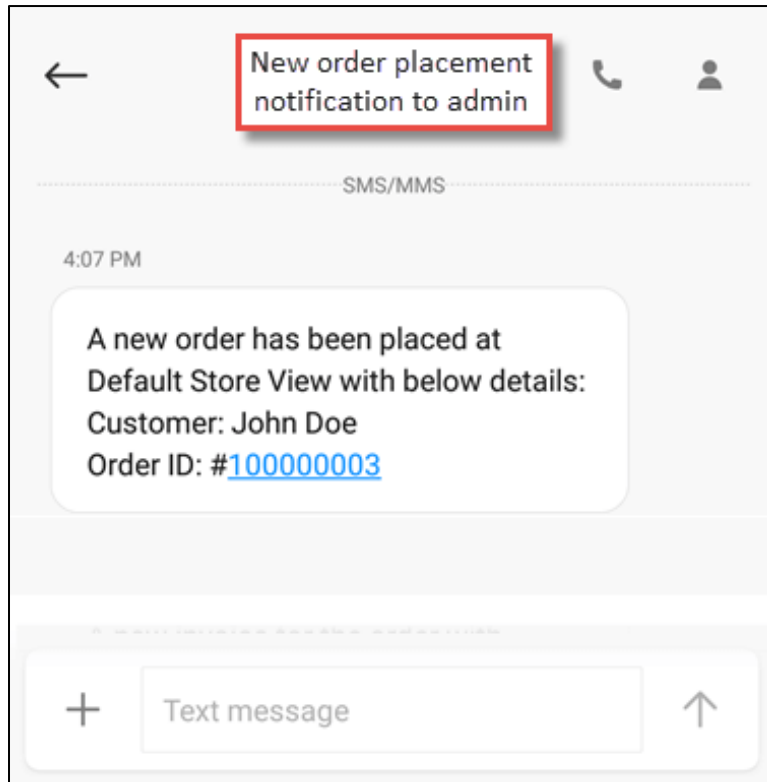 New order placement
notification to admin
SMS/MMS
4:07 PM
A new order has been placed at
Default Store View with below details:
Customer: John Doe
Order ID: #100000003
Text message